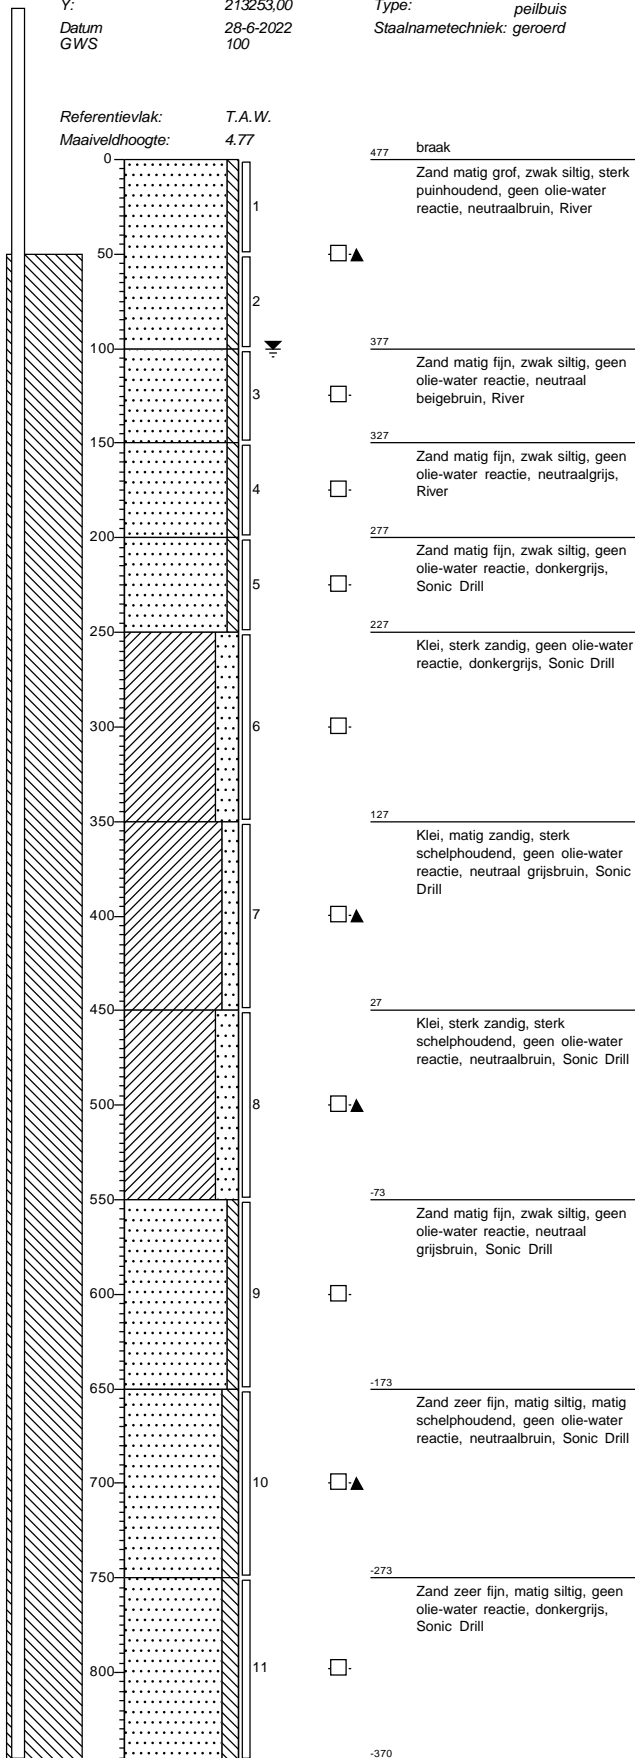 Y: 213253,00 Type: peilbuis
Datum 28-6-2022 Staalnametechniek: geroerd
GWS 100
Referentievlak: T.A.W.
Maaiveldhoogte: 4.77
0 477 braak
1 Zand matig grof, zwak siltig, sterk
puinhoudend, geen olie-water
reactie, neutraalbruin, River
50
2
100 377
3 Zand matig fijn, zwak siltig, geen
olie-water reactie, neutraal
beigebruin, River
150 327
4 Zand matig fijn, zwak siltig, geen
olie-water reactie, neutraalgrijs,
River
200 277
5 Zand matig fijn, zwak siltig, geen
olie-water reactie, donkergrijs,
Sonic Drill
250 227
Klei, sterk zandig, geen olie-water
reactie, donkergrijs, Sonic Drill
300 6
350 127
Klei, matig zandig, sterk
schelphoudend, geen olie-water
reactie, neutraal grijsbruin, Sonic
Drill
400 7
450 27
Klei, sterk zandig, sterk
schelphoudend, geen olie-water
reactie, neutraalbruin, Sonic Drill
500 8
550 -73
Zand matig fijn, zwak siltig, geen
olie-water reactie, neutraal
grijsbruin, Sonic Drill
600 9
650 -173
Zand zeer fijn, matig siltig, matig
schelphoudend, geen olie-water
reactie, neutraalbruin, Sonic Drill
700 10
750 -273
Zand zeer fijn, matig siltig, geen
olie-water reactie, donkergrijs,
Sonic Drill
800 11
-370